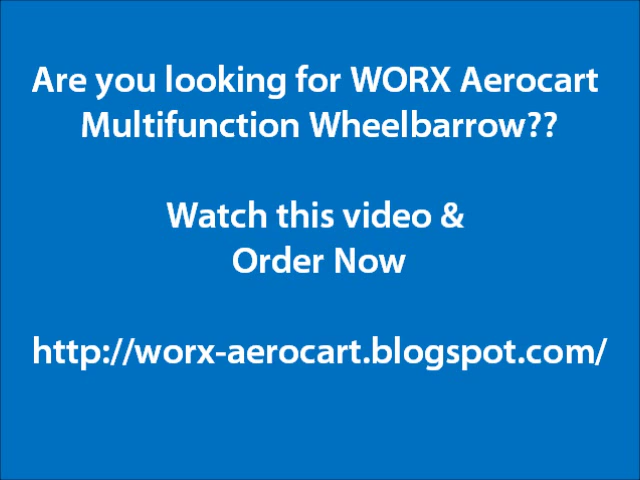 Are you looking for WORX Aerocart
Multifunction Wheelbarrow??
Watch this video &
Order Now
http://worx-aerocart.blogspot.com/